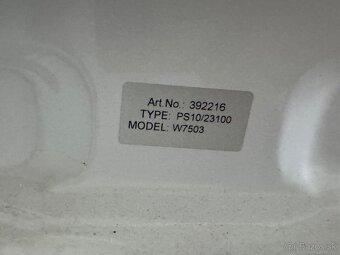 Art.No.: 392216
TYPE: PS10/23100
MODEL: W7503